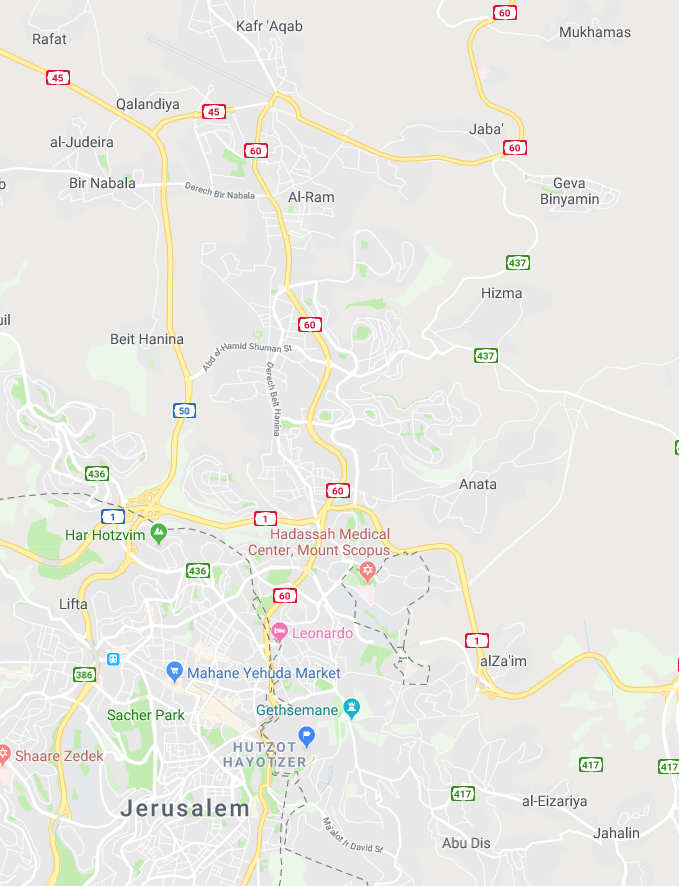 60
Kafr 'Aqab
Mukhamas
Rafat
45
Qalandiya
45
Jaba'
al-Judeira
60
60
Bir Nabala
Derech Bir Nabala
Al-Ram
Geva
Binyamin
437
Hizma
60
Beit Hanina
Abd el-Hamid Shuman St
437
Derech Beit Hanina
50
436
Anata
60
1
1
Har Hotzvim
Hadassah Medical
Center, Mount Scopus
436
60
Lifta
Leonardo
1
alZa'im
386
Mahane Yehuda Market
Gethsemane
Sacher Park
HUTZOT
HAYOTZER
Shaare Zedek
417
417
417
al-Eizariya
Jerusalem
Ma'alot Ir David St
Jahalin
Abu Dis